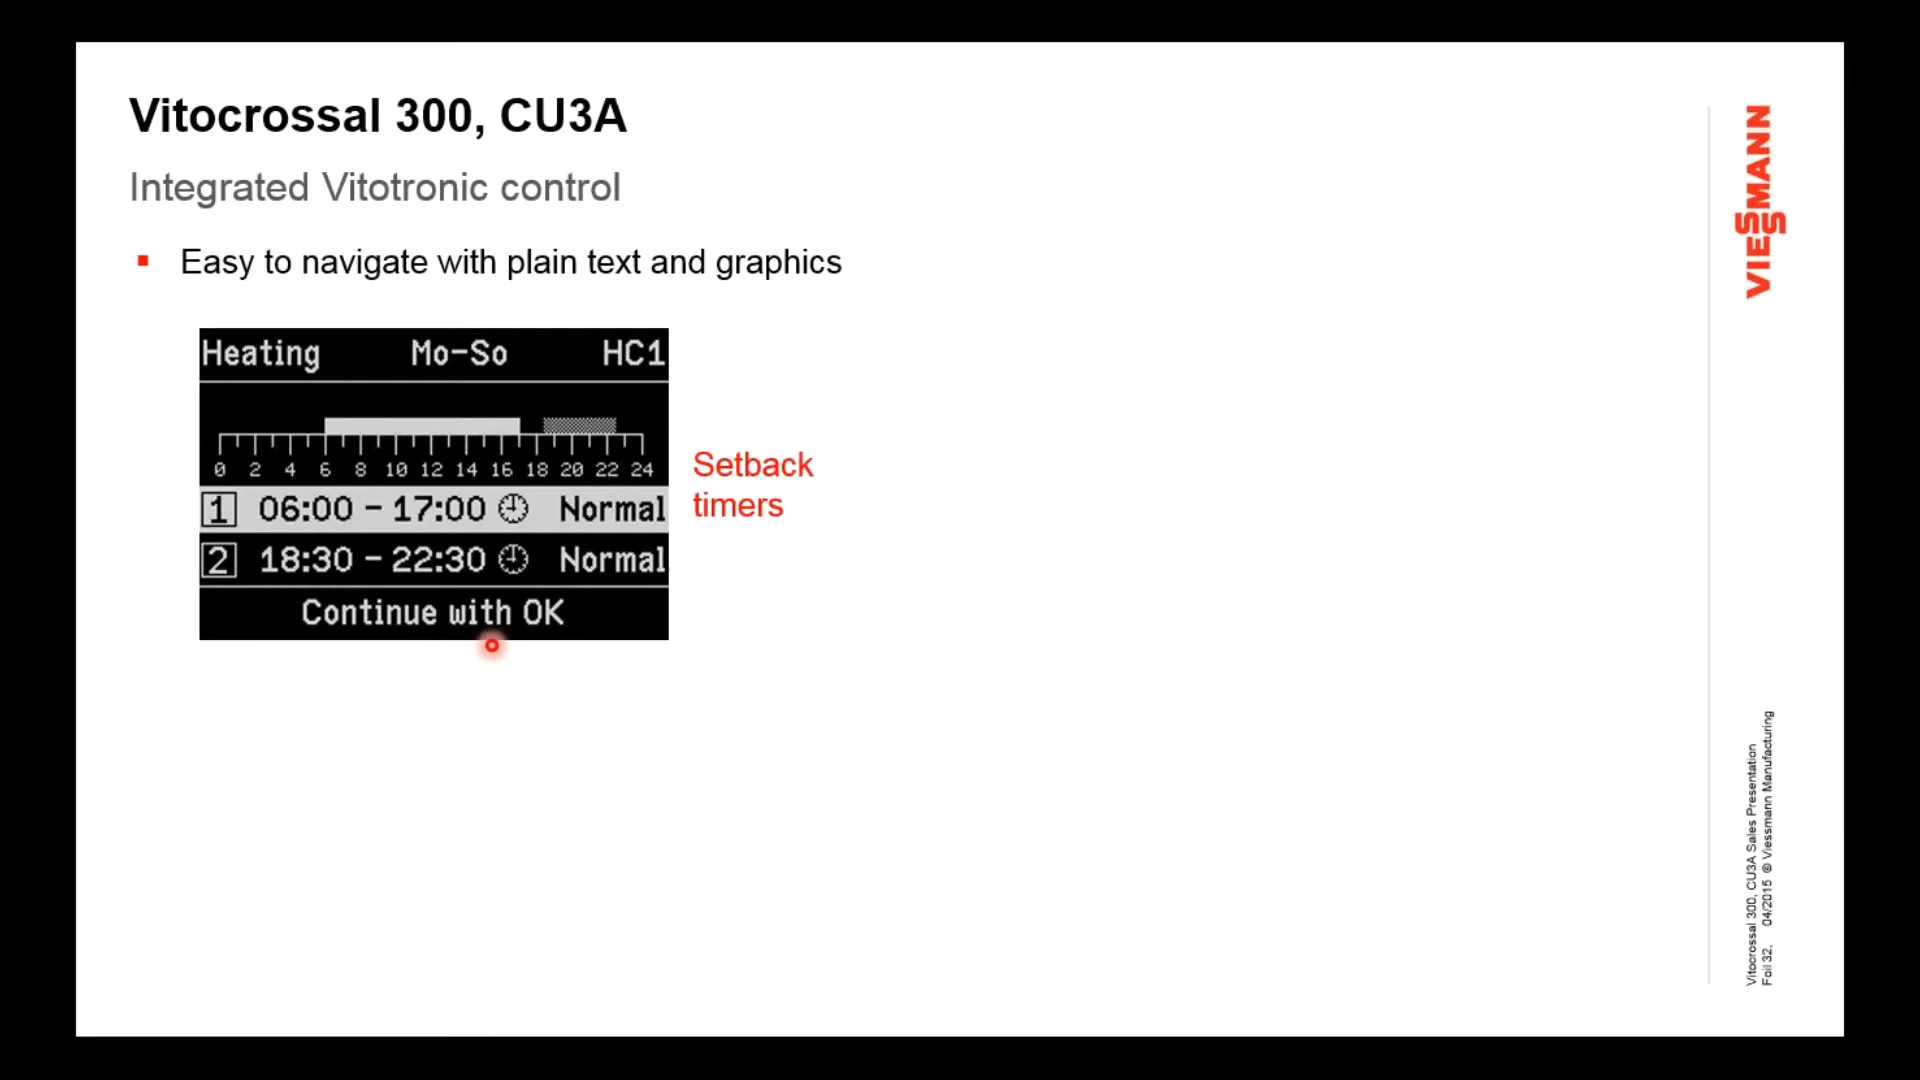 Vitocrossal 300, CU3A
Integrated Vitotronic control
Easy to navigate with plain text and graphics
Heating Mo-So HC1
0 2 4 6 8 10 12 14 16 18 20 22 24
1 06:00 - 17:00 Normal
2 18:30 - 22:30 Normal
Continue with OK
Setback
timers
VIESSMANN
Vitocrossal 300, CU3A Sales Presentation
Foil 32, 04/2015 © Viessmann Manufacturing